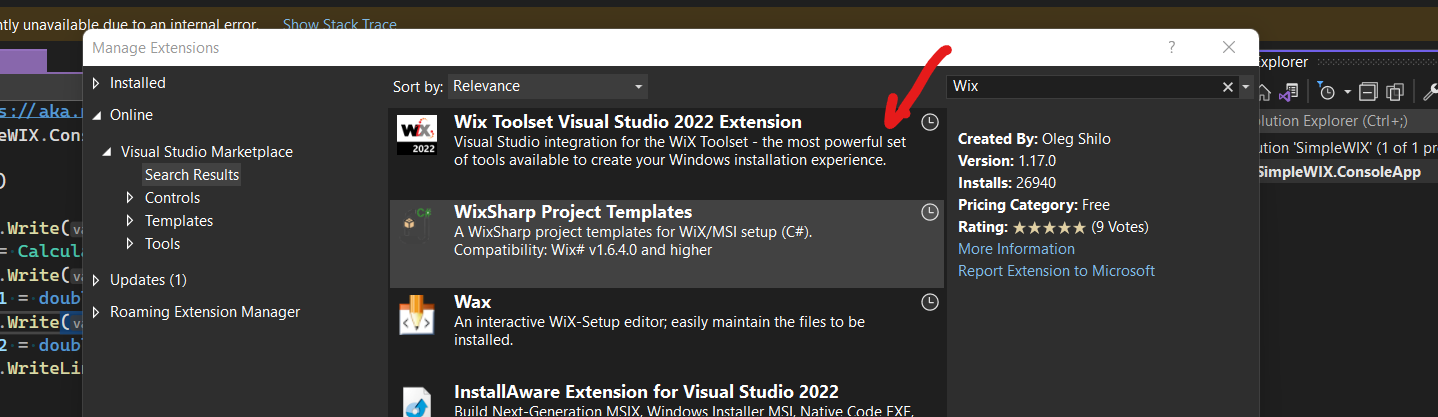 ntly unavailable due to an internal error. Show Stack Trace
Manage Extensions
?
Explorer
Installed
Sort by: Relevance
Wix
Online
Visual Studio Marketplace
Search Results
Controls
Templates
Tools
Updates (1)
Roaming Extension Manager
WiX
2022
Wix Toolset Visual Studio 2022 Extension
Visual Studio integration for the WiX Toolset - the most powerful set
of tools available to create your Windows installation experience.
C#
WixSharp Project Templates
A WixSharp project templates for WiX/MSI setup (C#).
Compatibility: Wix# v1.6.4.0 and higher
Wax
An interactive WiX-Setup editor; easily maintain the files to be
installed.
InstallAware Extension for Visual Studio 2022
Build Next-Generation MSIX, Windows Installer MSI, Native Code EXE,
Created By: Oleg Shilo
Version: 1.17.0
Installs: 26940
Pricing Category: Free
Rating: (9 Votes)
More Information
Report Extension to Microsoft
olution Explorer (Ctrl+;)
ution 'SimpleWIX' (1 of 1 pr
SimpleWIX.ConsoleApp
s://aka.
eWIX.Cons
.Write(
= Calcula
.Write(
1 = doubl
.Write(
2 = doubl
.WriteLin